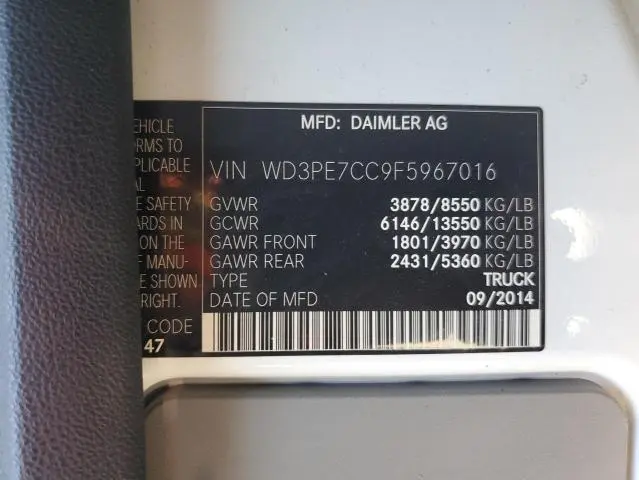 MFD: DAIMLER AG
VIN WD3PE7CC9F5967016
GVWR 3878/8550 KG/LB
GCWR 6146/13550 KG/LB
GAWR FRONT 1801/3970 KG/LB
GAWR REAR 2431/5360 KG/LB
TYPE TRUCK
DATE OF MFD 09/2014
EHICLE
RMS TO
PLICABLE
AL
E SAFETY
ARDS IN
ON THE
OF MANU-
E SHOWN
RIGHT.
CODE
47